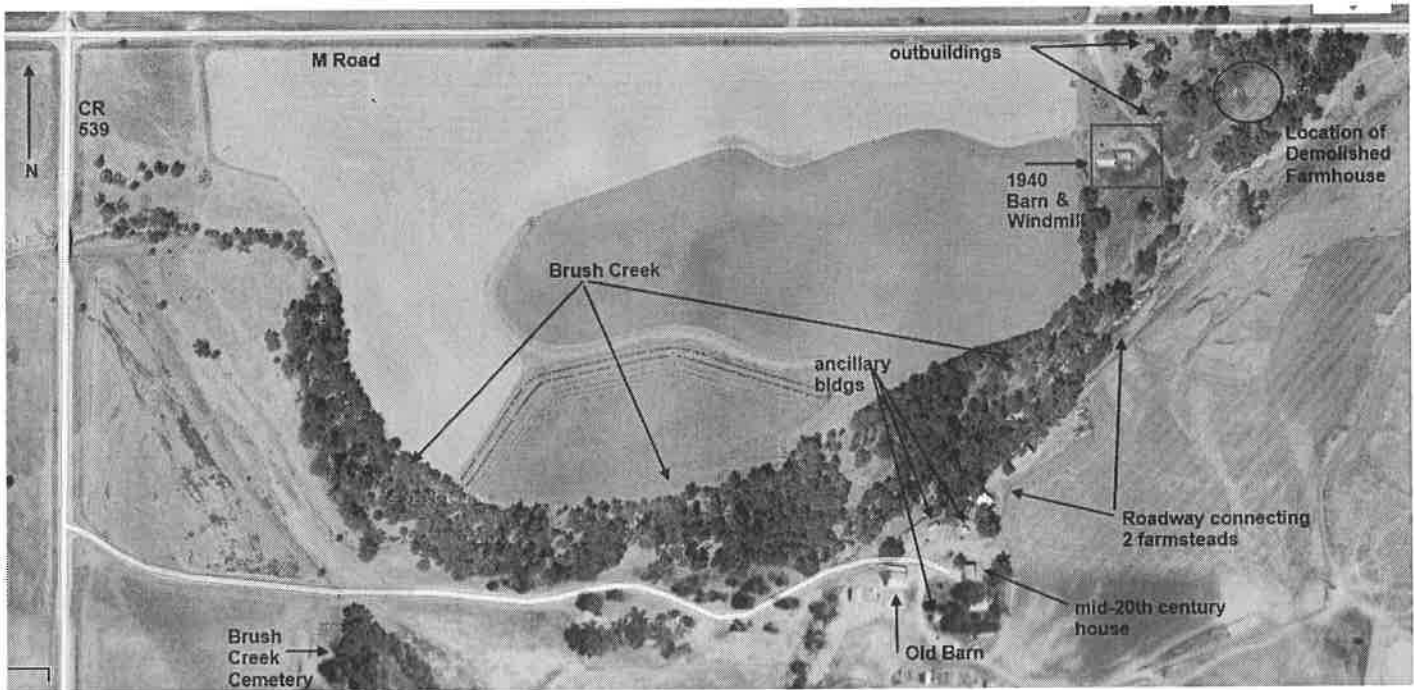 M Road
outbuildings
CR
539
N
Location of
Demolished
Farmhouse
1940
Barn &
Windmill
Brush Creek
ancillary
bldgs
Roadway connecting
2 farmsteads
mid-20th century
house
Old Barn
Brush
Creek
Cemetery